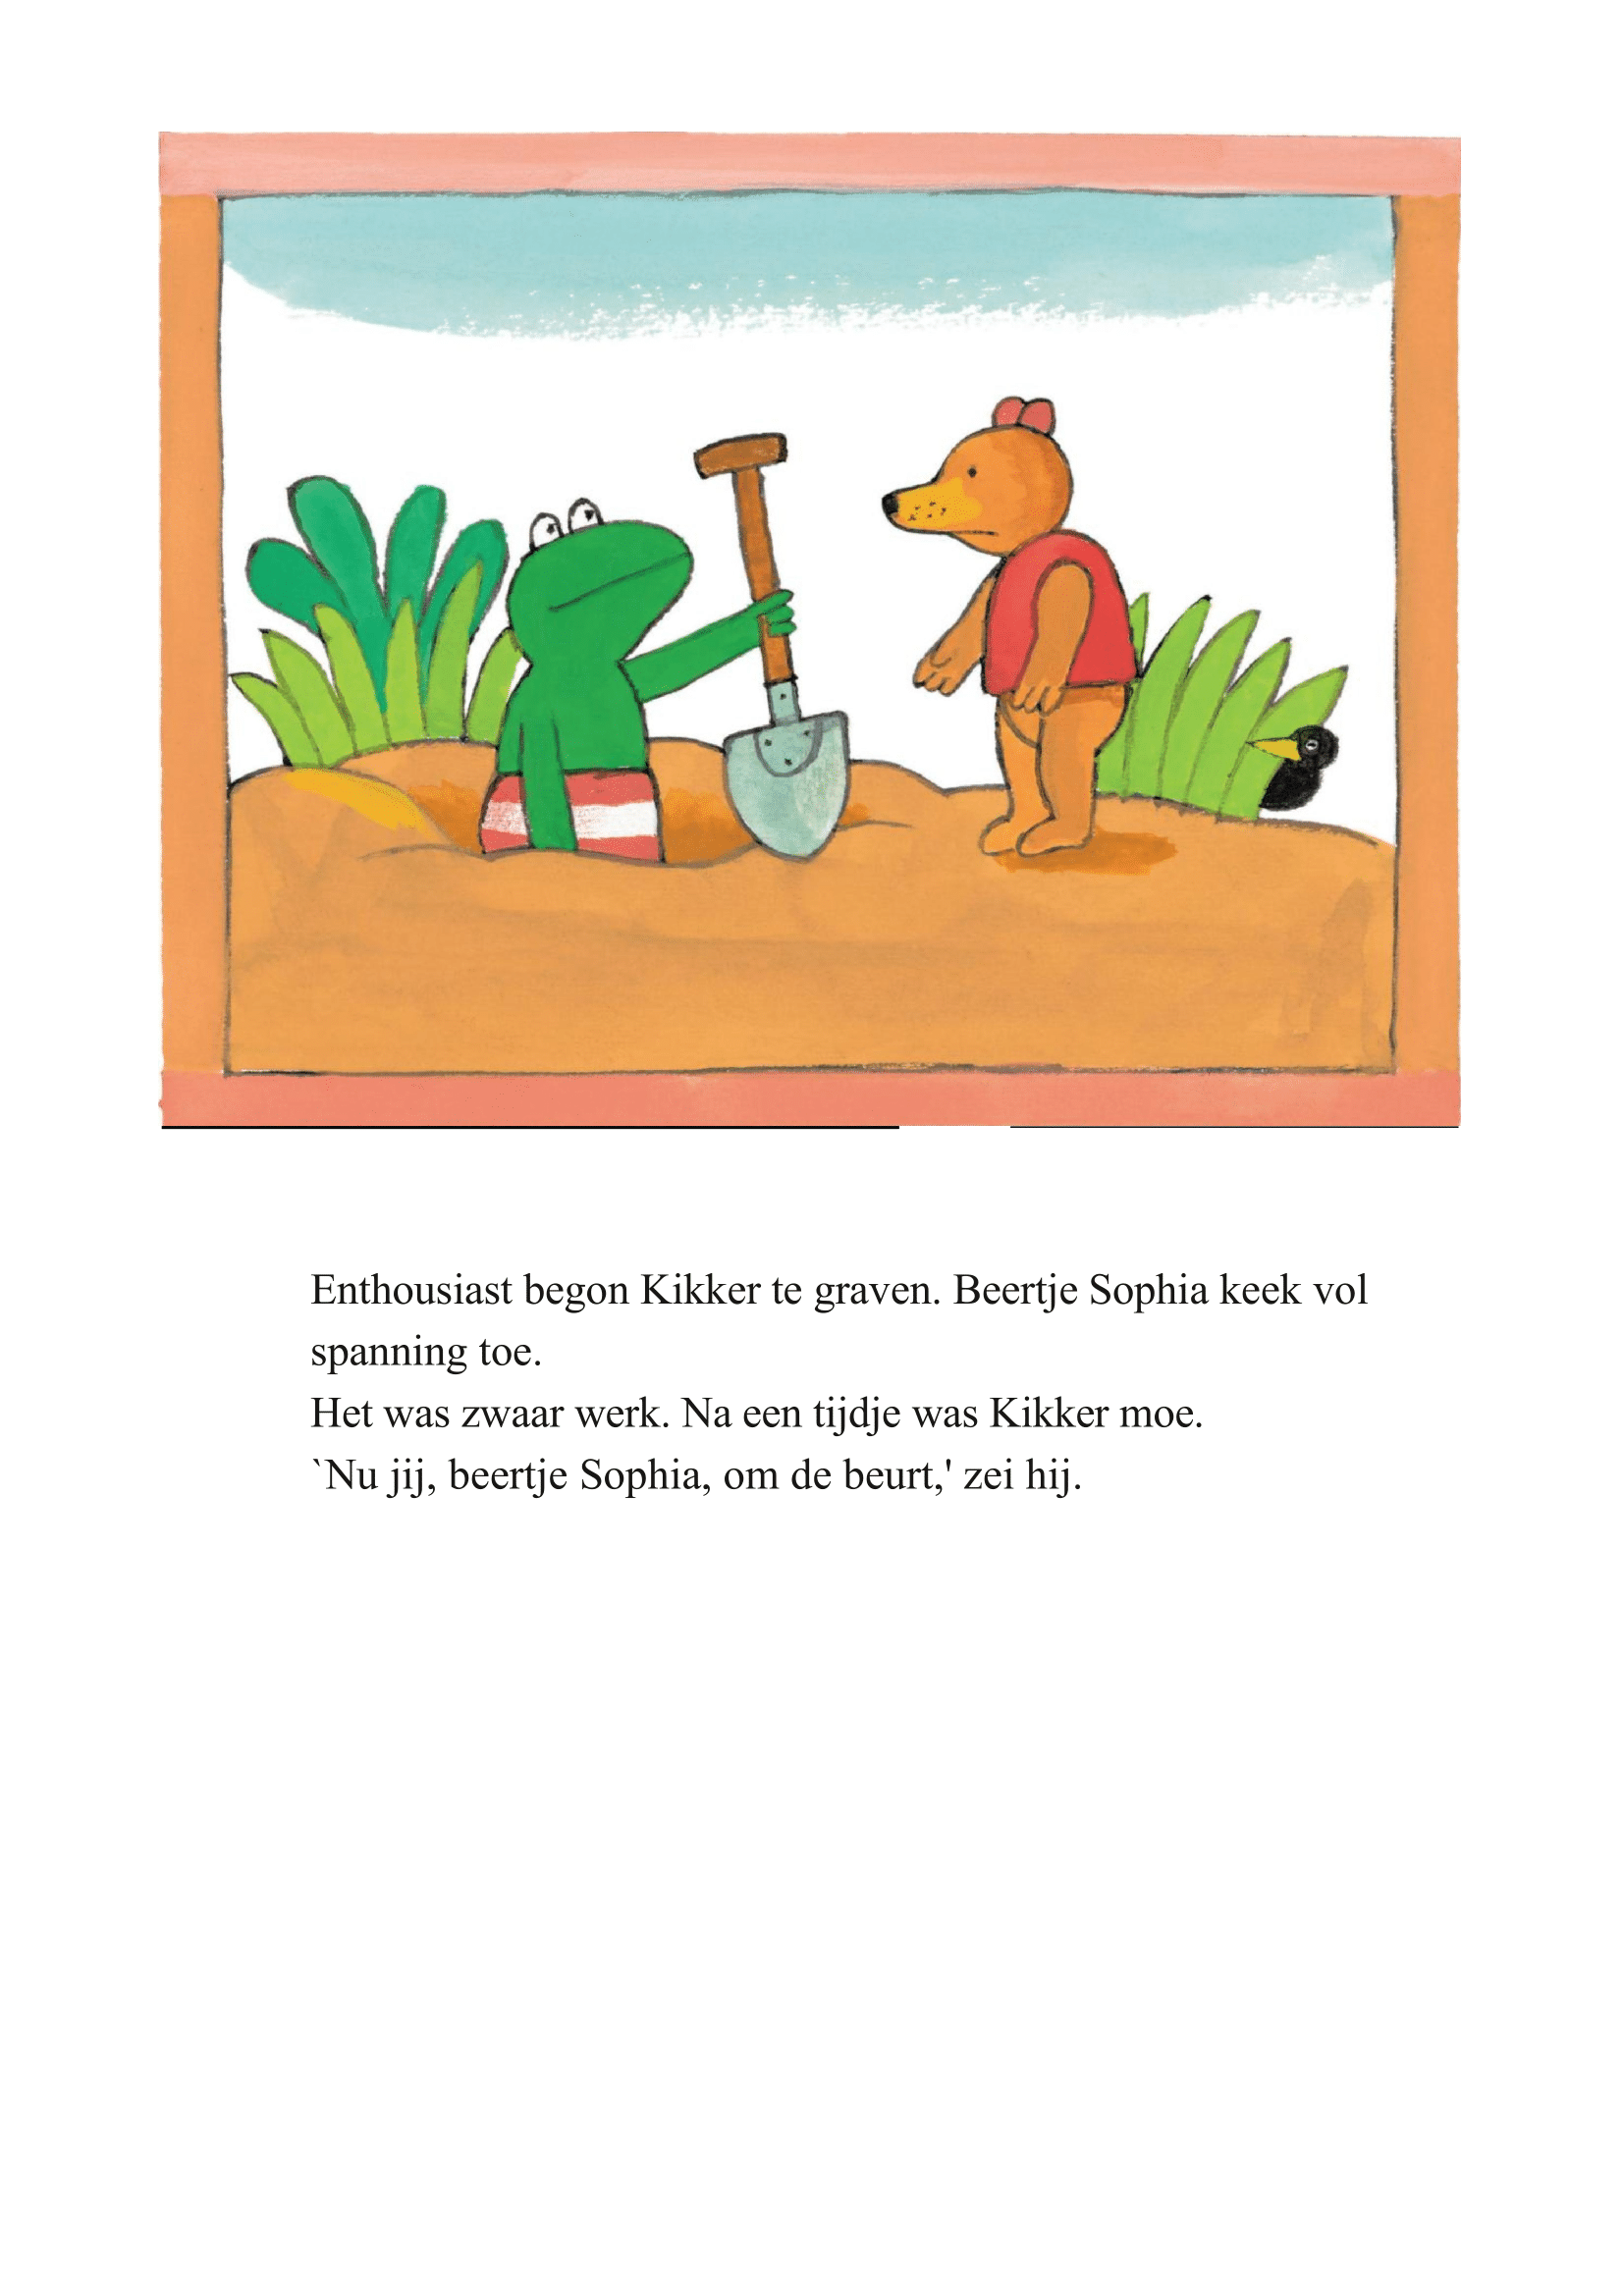 Enthousiast begon Kikker te graven. Beertje Sophia keek vol
spanning toe.
Het was zwaar werk. Na een tijdje was Kikker moe.
`Nu jij, beertje Sophia, om de beurt,' zei hij.